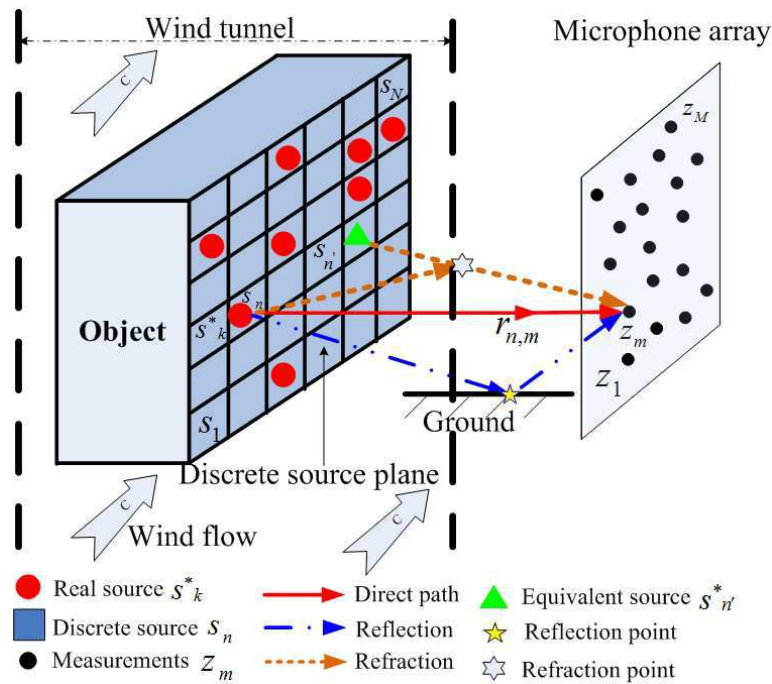 Wind tunnel
Microphone array
c
s_N
z_M
s_n'
s_n
Object
s*_k
r_n,m
z_m
z_1
s_1
Ground
Discrete source plane
c
Wind flow
c
Real source s*_k
Direct path
Equivalent source s*_n'
Discrete source s_n
Reflection
Reflection point
Measurements z_m
Refraction
Refraction point